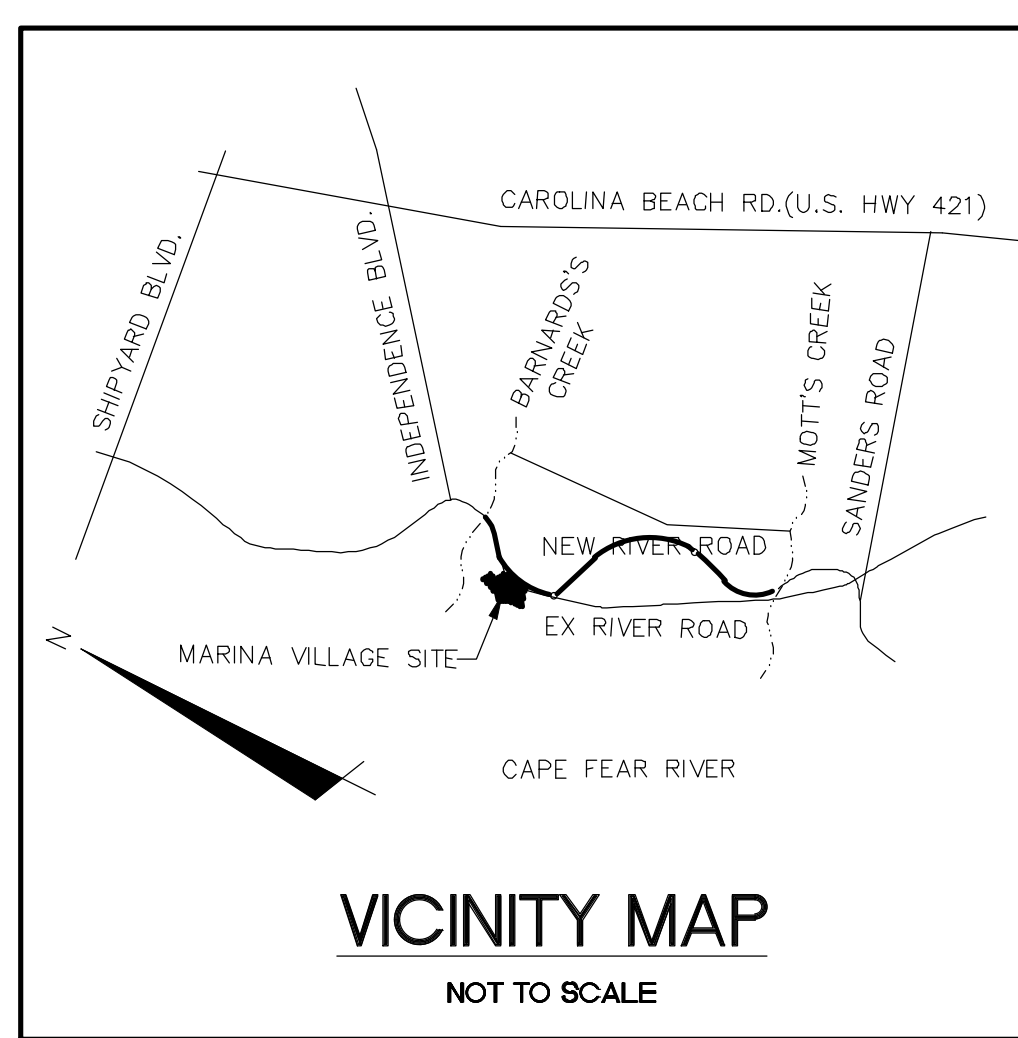 CAROLINA BEACH RD.(U.S. HWY 421)
SHIPYARD BLVD.
INDEPENDENCE BLVD.
BARNARDS'S
CREEK
MOTT'S CREEK
SANDERS ROAD
NEW RIVER ROAD
EX RIVER ROAD
N
MARINA VILLAGE SITE
CAPE FEAR RIVER
VICINITY MAP
NOT TO SCALE